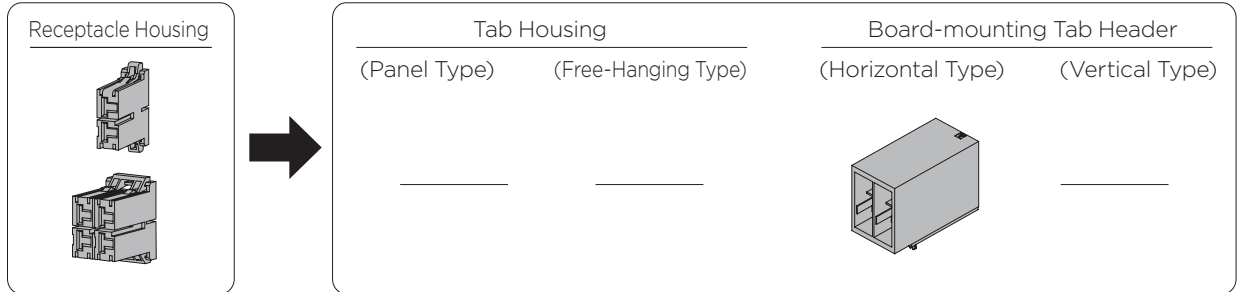 Receptacle Housing
Tab Housing
Board-mounting Tab Header
(Panel Type)
(Free-Hanging Type)
(Horizontal Type)
(Vertical Type)